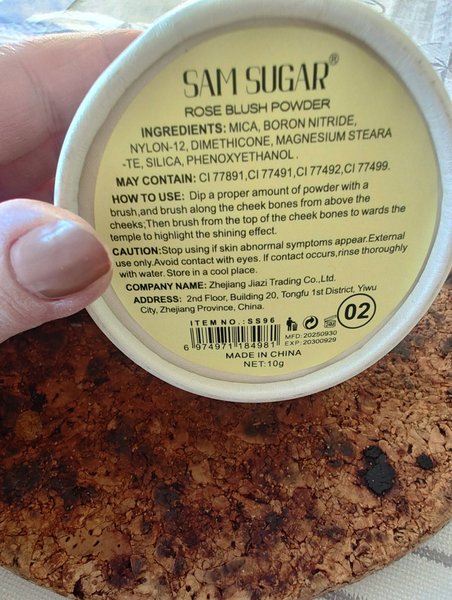 SAM SUGAR®
ROSE BLUSH POWDER
INGREDIENTS: MICA, BORON NITRIDE,
NYLON-12, DIMETHICONE, MAGNESIUM STEARA
-TE, SILICA, PHENOXYETHANOL .
MAY CONTAIN: CI 77891,CI 77491,CI 77492,CI 77499.
HOW TO USE: Dip a proper amount of powder with a
brush,and brush along the cheek bones from above the
cheeks;Then brush from the top of the cheek bones to wards the
temple to highlight the shining effect.
CAUTION:Stop using if skin abnormal symptoms appear.External
use only.Avoid contact with eyes. If contact occurs,rinse thoroughly
with water. Store in a cool place.
COMPANY NAME: Zhejiang Jiazi Trading Co.,Ltd.
ADDRESS: 2nd Floor, Building 20, Tongfu 1st District, Yiwu
City, Zhejiang Province, China.
02
ITEM NO.: SS96
6 974971 184981
MFD: 20250930
EXP: 20300929
MADE IN CHINA
NET:10g